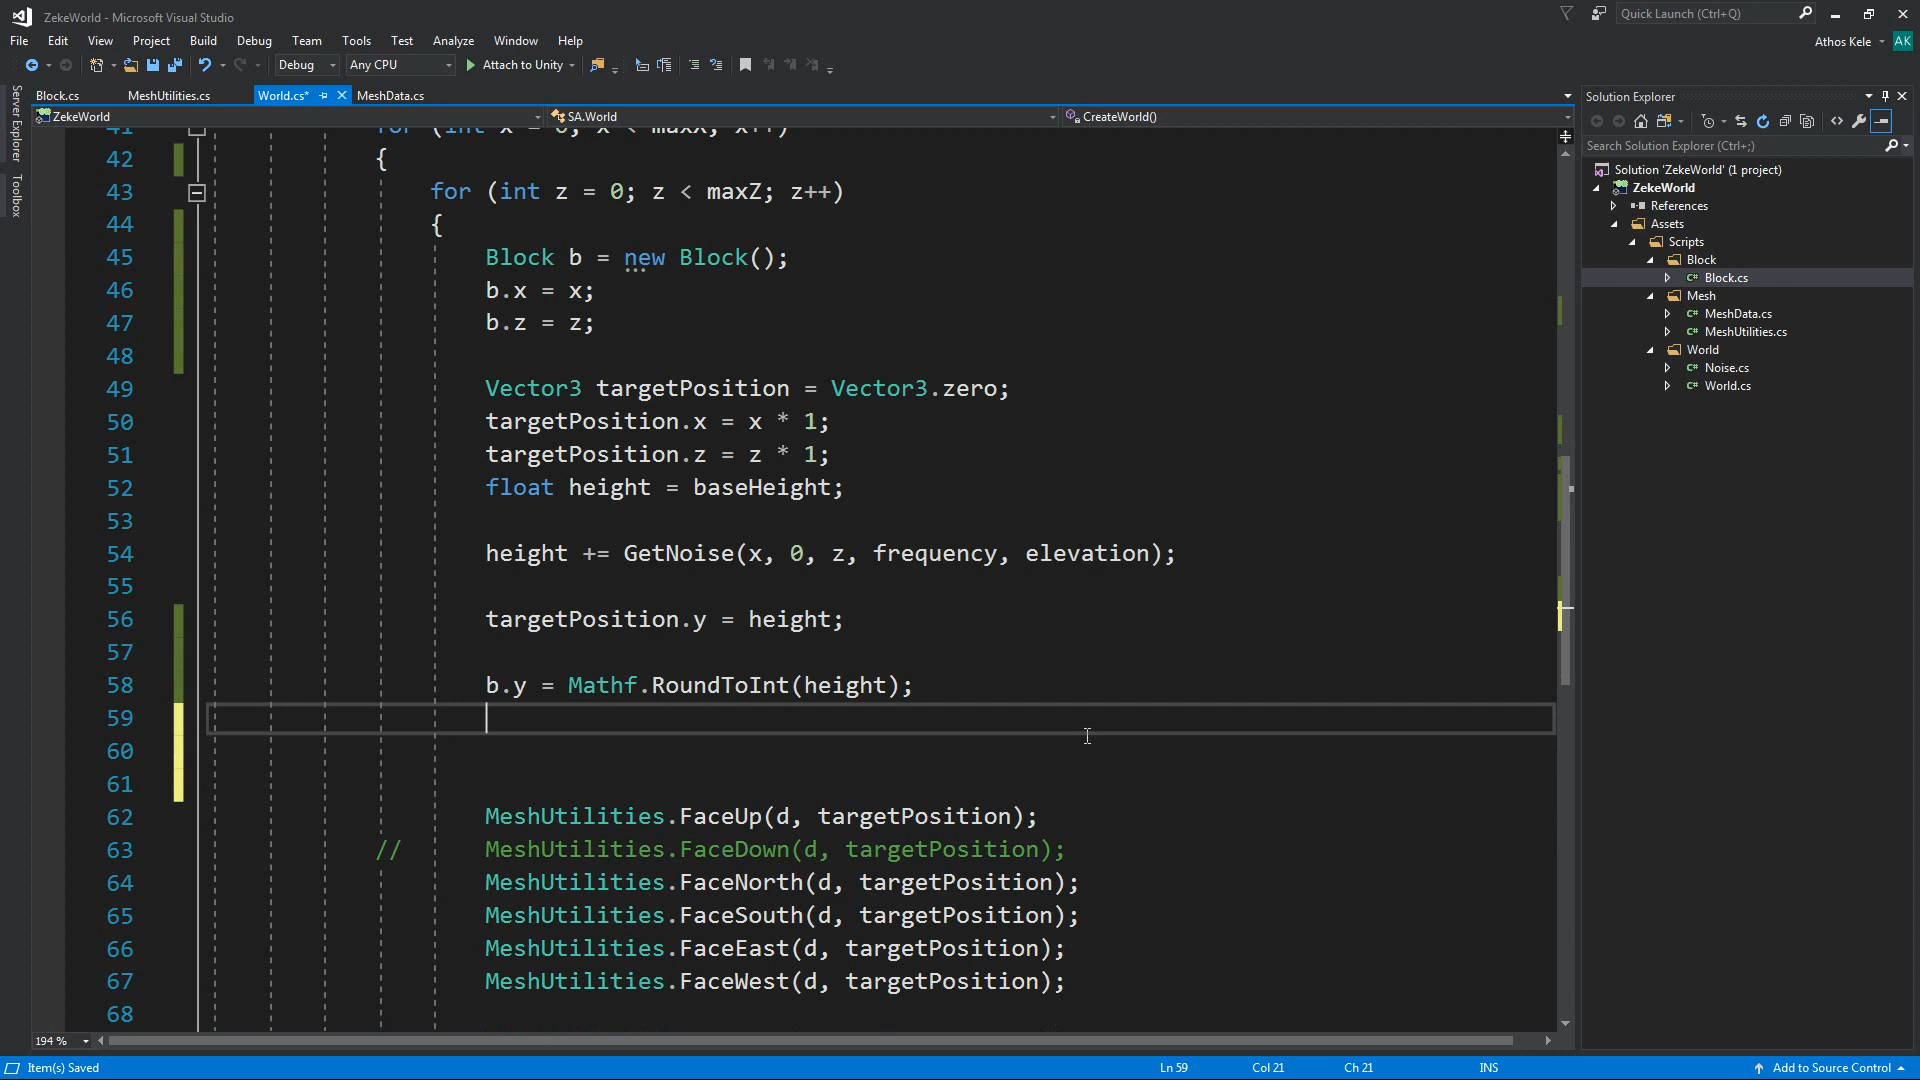 ZekeWorld - Microsoft Visual Studio
Quick Launch (Ctrl+Q)
File Edit View Project Build Debug Team Tools Test Analyze Window Help
Athos Kele AK
Debug Any CPU Attach to Unity
Server Explorer
Toolbox
Block.cs MeshUtilities.cs World.cs* MeshData.cs
ZekeWorld SA.World CreateWorld()
41 for (int x = 0; x < maxX; x++)
42 {
43 for (int z = 0; z < maxZ; z++)
44 {
45 Block b = new Block();
46 b.x = x;
47 b.z = z;
48
49 Vector3 targetPosition = Vector3.zero;
50 targetPosition.x = x * 1;
51 targetPosition.z = z * 1;
52 float height = baseHeight;
53
54 height += GetNoise(x, 0, z, frequency, elevation);
55
56 targetPosition.y = height;
57
58 b.y = Mathf.RoundToInt(height);
59
60
61
62 MeshUtilities.FaceUp(d, targetPosition);
63 // MeshUtilities.FaceDown(d, targetPosition);
64 MeshUtilities.FaceNorth(d, targetPosition);
65 MeshUtilities.FaceSouth(d, targetPosition);
66 MeshUtilities.FaceEast(d, targetPosition);
67 MeshUtilities.FaceWest(d, targetPosition);
68
194 %
Solution Explorer
Search Solution Explorer (Ctrl+;)
Solution 'ZekeWorld' (1 project)
ZekeWorld
References
Assets
Scripts
Block
C# Block.cs
Mesh
C# MeshData.cs
C# MeshUtilities.cs
World
C# Noise.cs
C# World.cs
Item(s) Saved Ln 59 Col 21 Ch 21 INS Add to Source Control